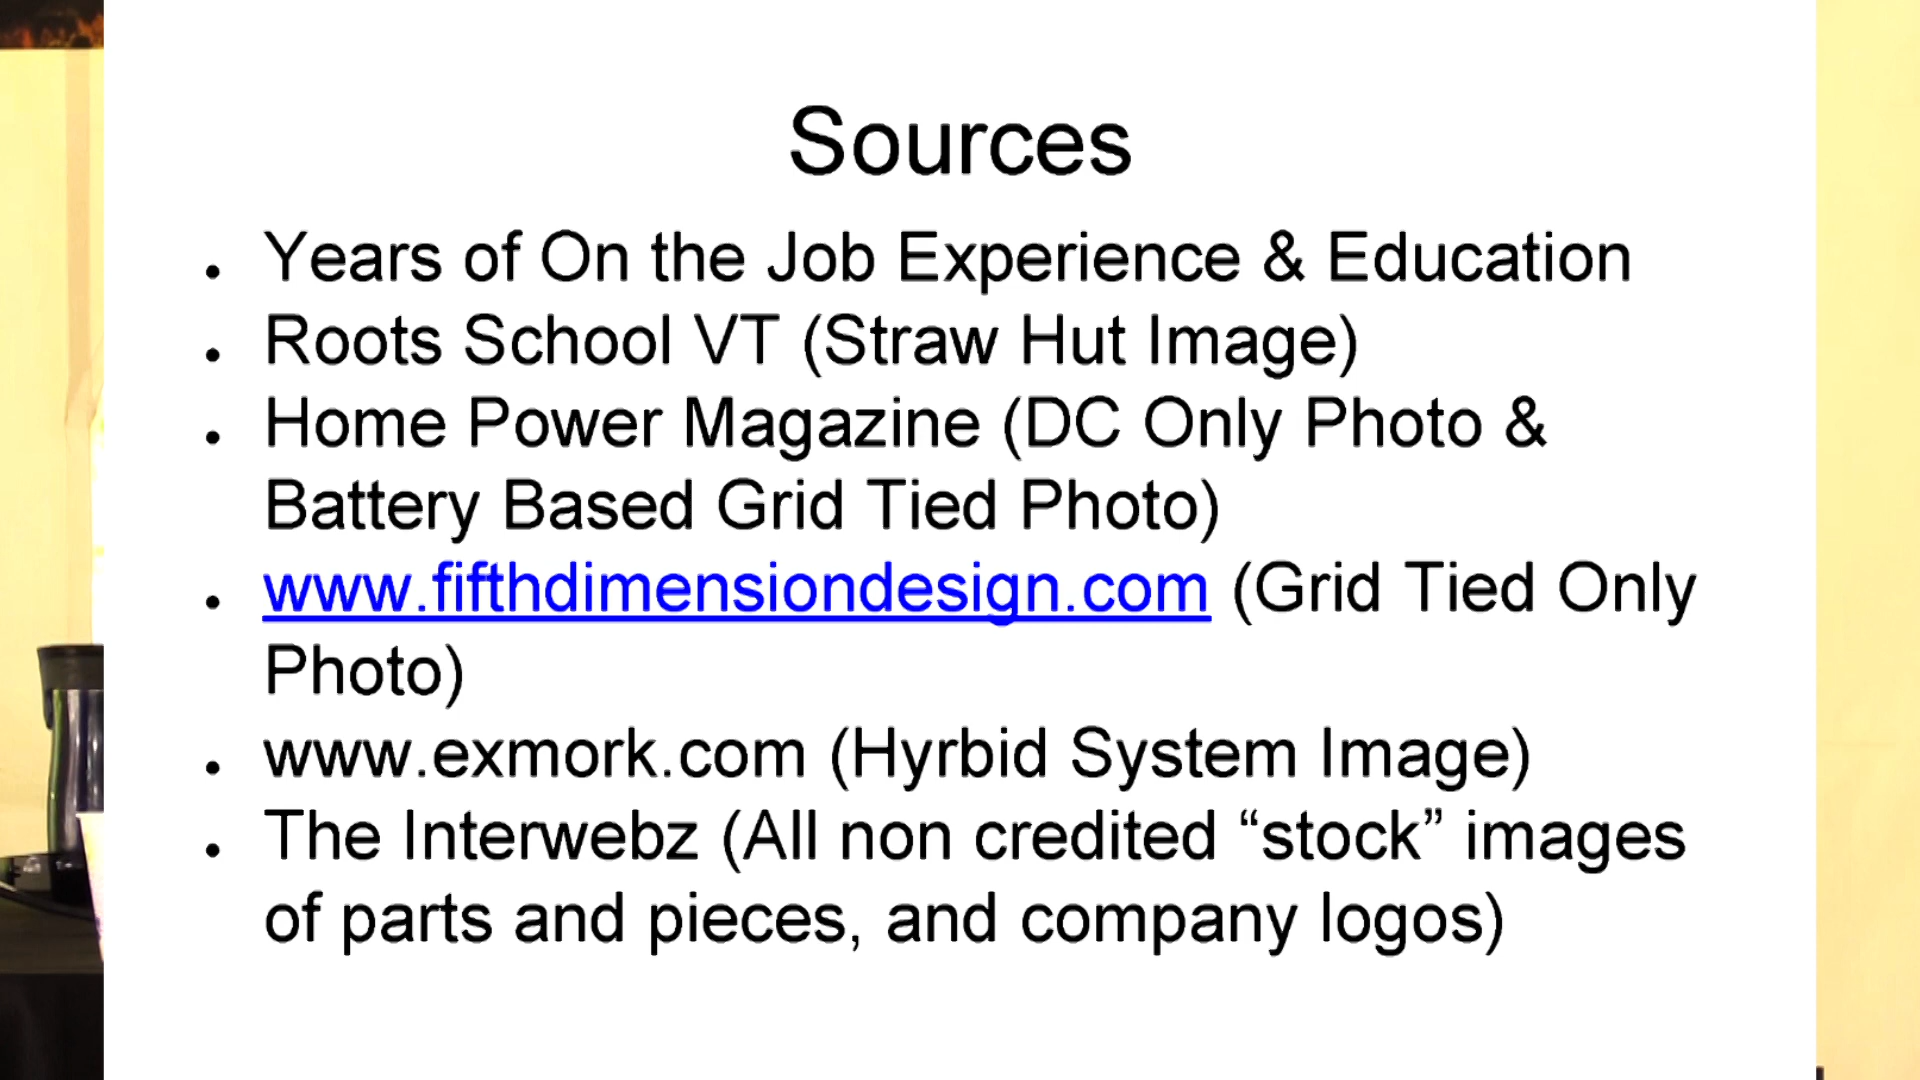 Sources
• Years of On the Job Experience & Education
• Roots School VT (Straw Hut Image)
• Home Power Magazine (DC Only Photo &
Battery Based Grid Tied Photo)
• www.fifthdimensiondesign.com (Grid Tied Only
Photo)
• www.exmork.com (Hyrbid System Image)
• The Interwebz (All non credited “stock” images
of parts and pieces, and company logos)